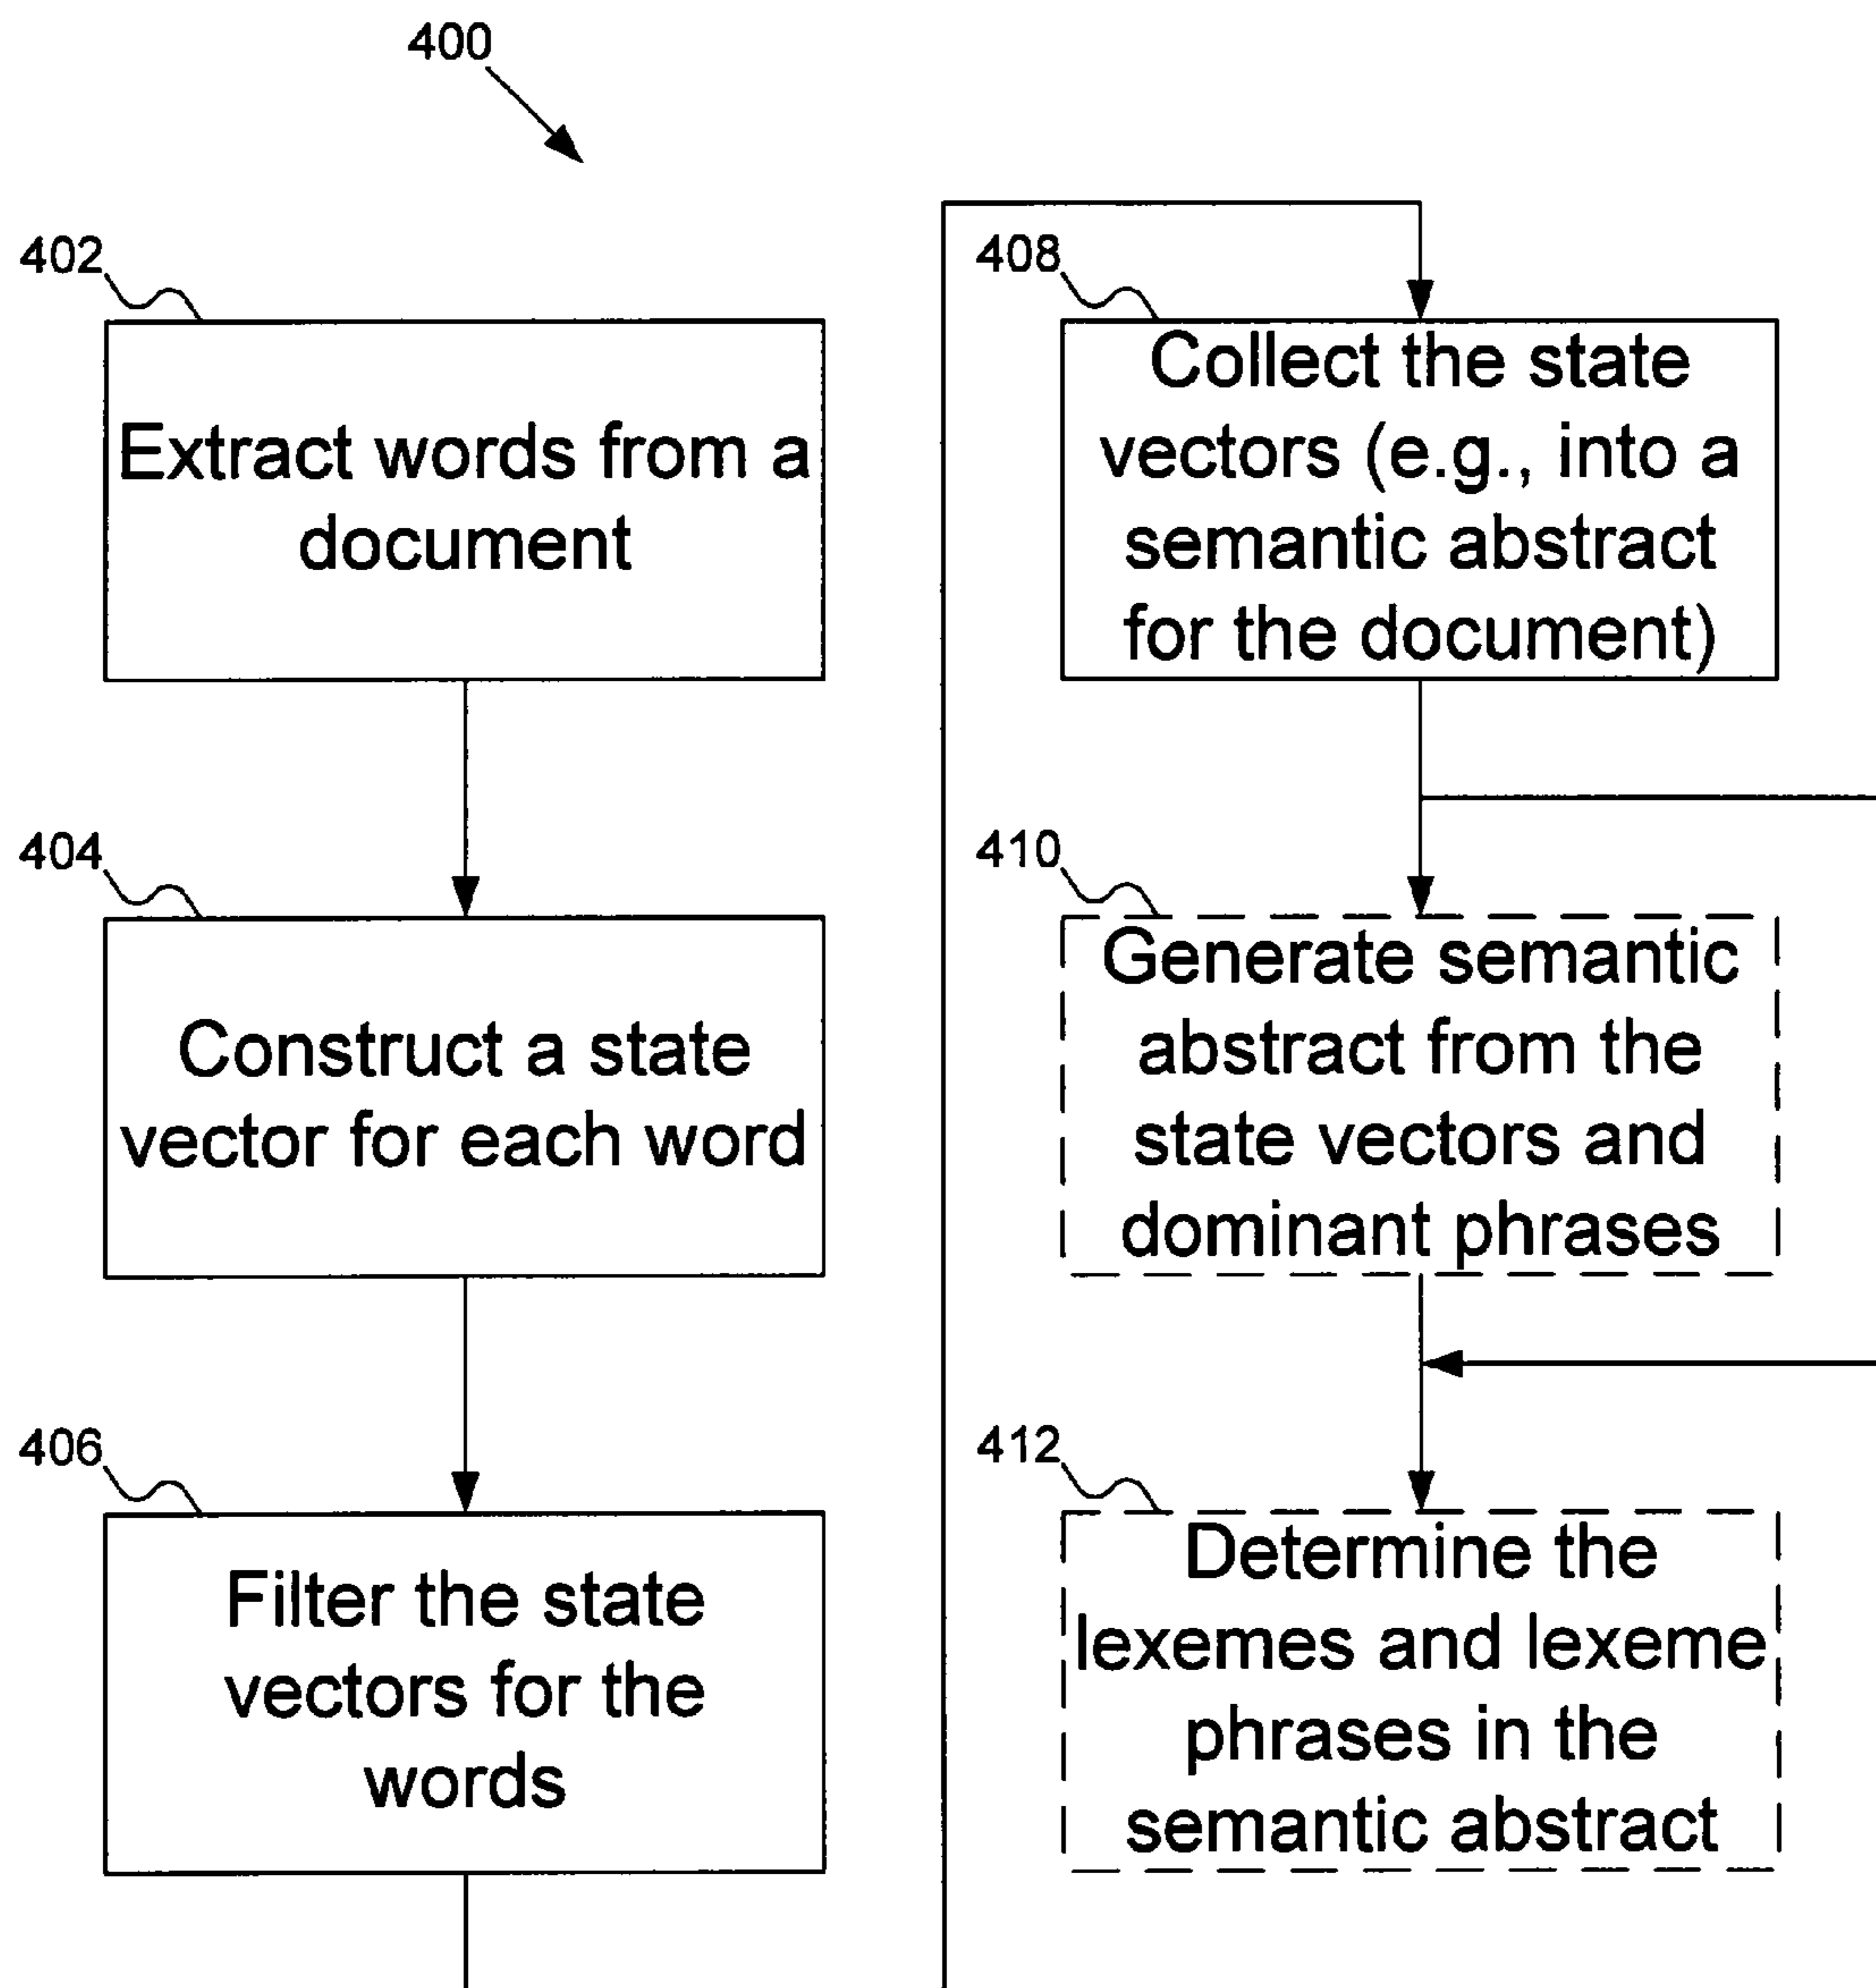 400
402
Extract words from a
document
404
Construct a state
vector for each word
406
Filter the state
vectors for the
words
408
Collect the state
vectors (e.g., into a
semantic abstract
for the document)
410
Generate semantic
abstract from the
state vectors and
dominant phrases
412
Determine the
lexemes and lexeme
phrases in the
semantic abstract